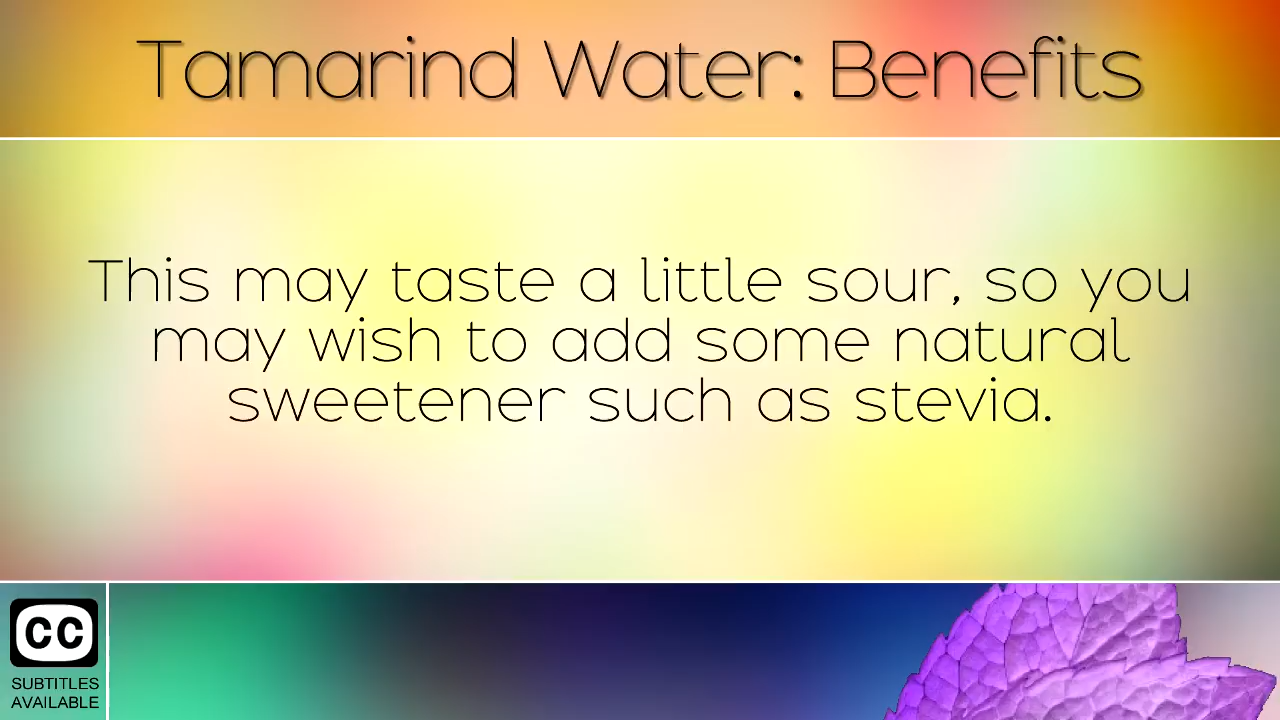 Tamarind Water: Benefits
This may taste a little sour, so you
may wish to add some natural
sweetener such as stevia.
CC
SUBTITLES
AVAILABLE